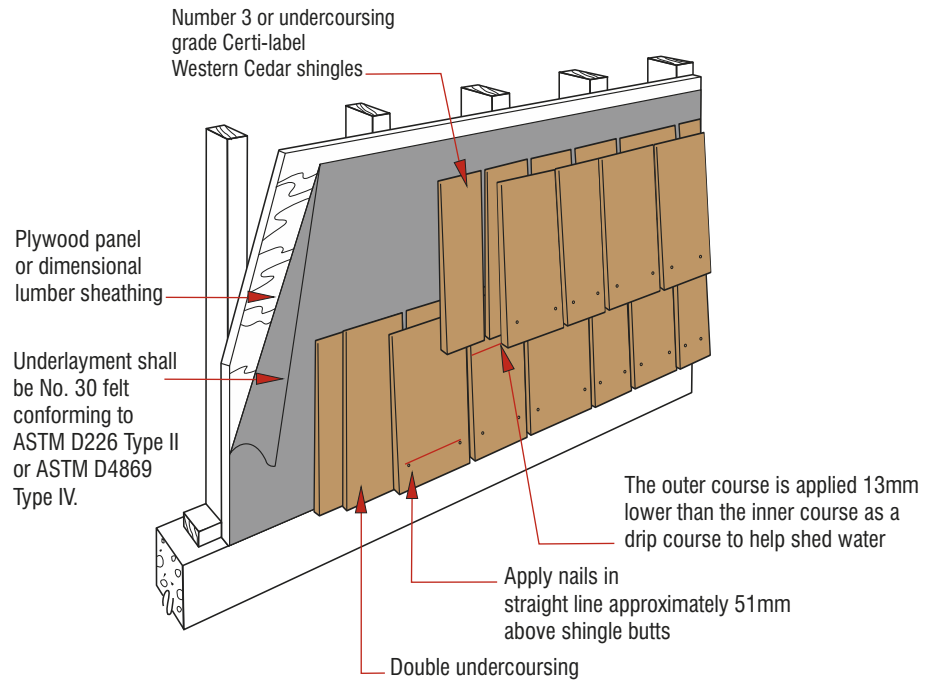 Number 3 or undercoursing
grade Certi-label
Western Cedar shingles
Plywood panel
or dimensional
lumber sheathing
Underlayment shall
be No. 30 felt
conforming to
ASTM D226 Type II
or ASTM D4869
Type IV.
The outer course is applied 13mm
lower than the inner course as a
drip course to help shed water
Apply nails in
straight line approximately 51mm
above shingle butts
Double undercoursing